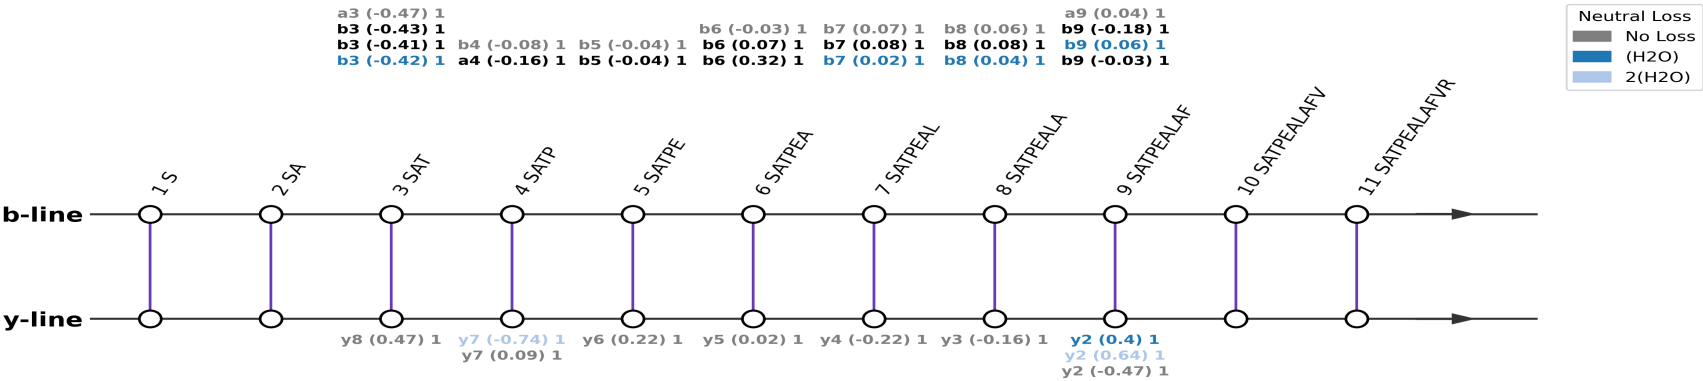 a3 (-0.47) 1 a9 (0.04) 1
b3 (-0.43) 1 b6 (-0.03) 1 b7 (0.07) 1 b8 (0.06) 1 b9 (-0.18) 1
b3 (-0.41) 1 b4 (-0.08) 1 b5 (-0.04) 1 b6 (0.07) 1 b7 (0.08) 1 b8 (0.08) 1 b9 (0.06) 1
b3 (-0.42) 1 a4 (-0.16) 1 b5 (-0.04) 1 b6 (0.32) 1 b7 (0.02) 1 b8 (0.04) 1 b9 (-0.03) 1
Neutral Loss
No Loss
(H2O)
2(H2O)
1 S
2 SA
3 SAT
4 SATP
5 SATPE
6 SATPEA
7 SATPEAL
8 SATPEALA
9 SATPEALAF
10 SATPEALAFV
11 SATPEALAFVR
b-line
y-line
y8 (0.47) 1 y7 (-0.74) 1 y6 (0.22) 1 y5 (0.02) 1 y4 (-0.22) 1 y3 (-0.16) 1 y2 (0.4) 1
y7 (0.09) 1 y2 (0.64) 1
y2 (-0.47) 1